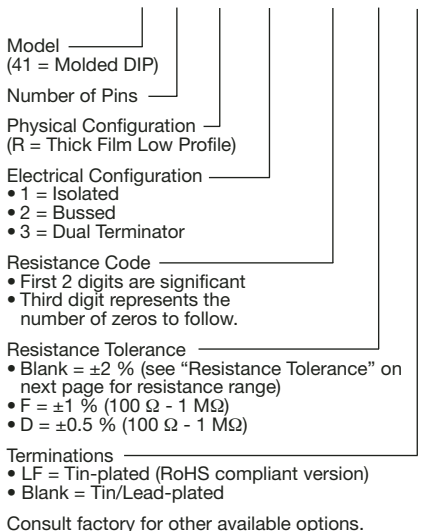 Model
(41 = Molded DIP)
Number of Pins
Physical Configuration
(R = Thick Film Low Profile)
Electrical Configuration
• 1 = Isolated
• 2 = Bussed
• 3 = Dual Terminator
Resistance Code
• First 2 digits are significant
• Third digit represents the
number of zeros to follow.
Resistance Tolerance
• Blank = ±2 % (see “Resistance Tolerance” on
next page for resistance range)
• F = ±1 % (100 Ω - 1 MΩ)
• D = ±0.5 % (100 Ω - 1 MΩ)
Terminations
• LF = Tin-plated (RoHS compliant version)
• Blank = Tin/Lead-plated
Consult factory for other available options.